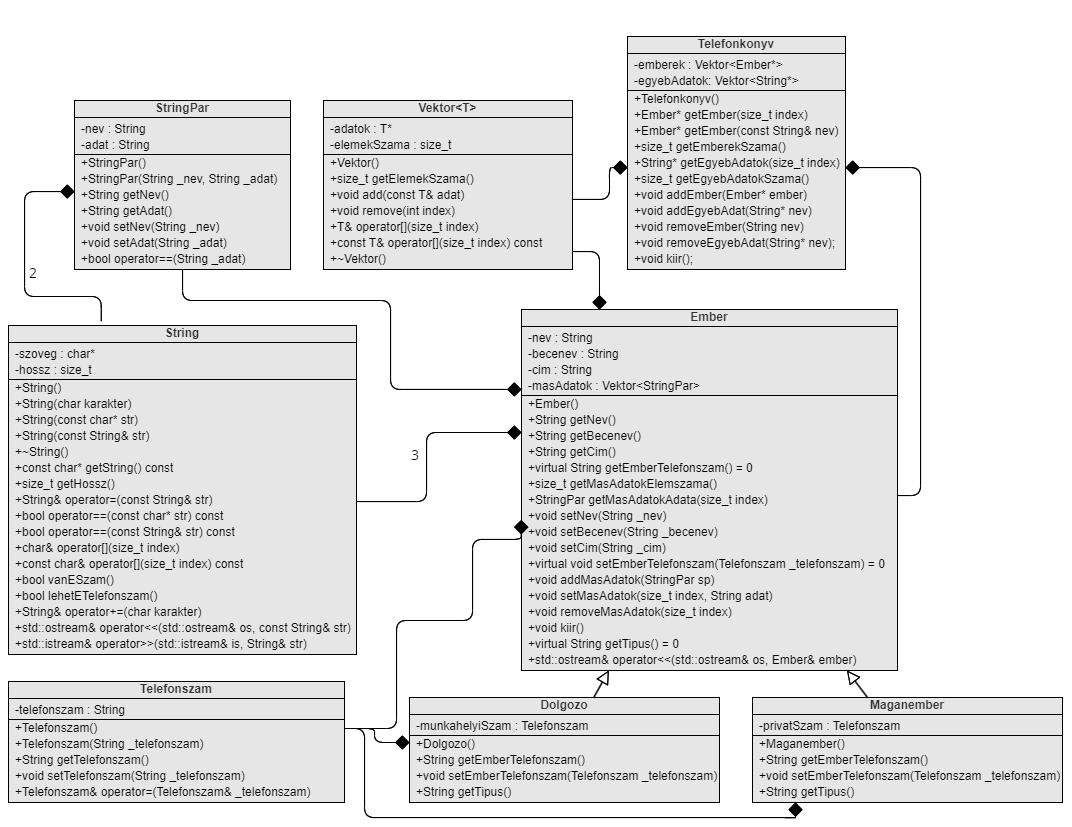 Telefonkonyv
-emberek : Vektor<Ember*>
-egyebAdatok: Vektor<String*>
+Telefonkonyv()
+Ember* getEmber(size_t index)
+Ember* getEmber(const String& nev)
+size_t getEmberekSzama()
+String* getEgyebAdatok(size_t index)
+size_t getEgyebAdatokSzama()
+void addEmber(Ember* ember)
+void addEgyebAdat(String* nev)
+void removeEmber(String nev)
+void removeEgyebAdat(String* nev);
+void kiir();
StringPar
-nev : String
-adat : String
+StringPar()
+StringPar(String _nev, String _adat)
+String getNev()
+String getAdat()
+void setNev(String _nev)
+void setAdat(String _adat)
+bool operator==(String _adat)
Vektor<T>
-adatok : T*
-elemekSzama : size_t
+Vektor()
+size_t getElemekSzama()
+void add(const T& adat)
+void remove(int index)
+T& operator[](size_t index)
+const T& operator[](size_t index) const
+~Vektor()
2
String
-szoveg : char*
-hossz : size_t
+String()
+String(char karakter)
+String(const char* str)
+String(const String& str)
+~String()
+const char* getString() const
+size_t getHossz()
+String& operator=(const String& str)
+bool operator==(const char* str) const
+bool operator==(const String& str) const
+char& operator[](size_t index)
+const char& operator[](size_t index) const
+bool vanESzam()
+bool lehetETelefonszam()
+String& operator+=(char karakter)
+std::ostream& operator<<(std::ostream& os, const String& str)
+std::istream& operator>>(std::istream& is, String& str)
3
Ember
-nev : String
-becenev : String
-cim : String
-masAdatok : Vektor<StringPar>
+Ember()
+String getNev()
+String getBecenev()
+String getCim()
+virtual String getEmberTelefonszam() = 0
+size_t getMasAdatokElemszama()
+StringPar getMasAdatokAdata(size_t index)
+void setNev(String _nev)
+void setBecenev(String _becenev)
+void setCim(String _cim)
+virtual void setEmberTelefonszam(Telefonszam _telefonszam) = 0
+void addMasAdatok(StringPar sp)
+void setMasAdatok(size_t index, String adat)
+void removeMasAdatok(size_t index)
+void kiir()
+virtual String getTipus() = 0
+std::ostream& operator<<(std::ostream& os, Ember& ember)
Telefonszam
-telefonszam : String
+Telefonszam()
+Telefonszam(String _telefonszam)
+String getTelefonszam()
+void setTelefonszam(String _telefonszam)
+Telefonszam& operator=(Telefonszam& _telefonszam)
Dolgozo
-munkahelyiSzam : Telefonszam
+Dolgozo()
+String getEmberTelefonszam()
+void setEmberTelefonszam(Telefonszam _telefonszam)
+String getTipus()
Maganember
-privatSzam : Telefonszam
+Maganember()
+String getEmberTelefonszam()
+void setEmberTelefonszam(Telefonszam _telefonszam)
+String getTipus()